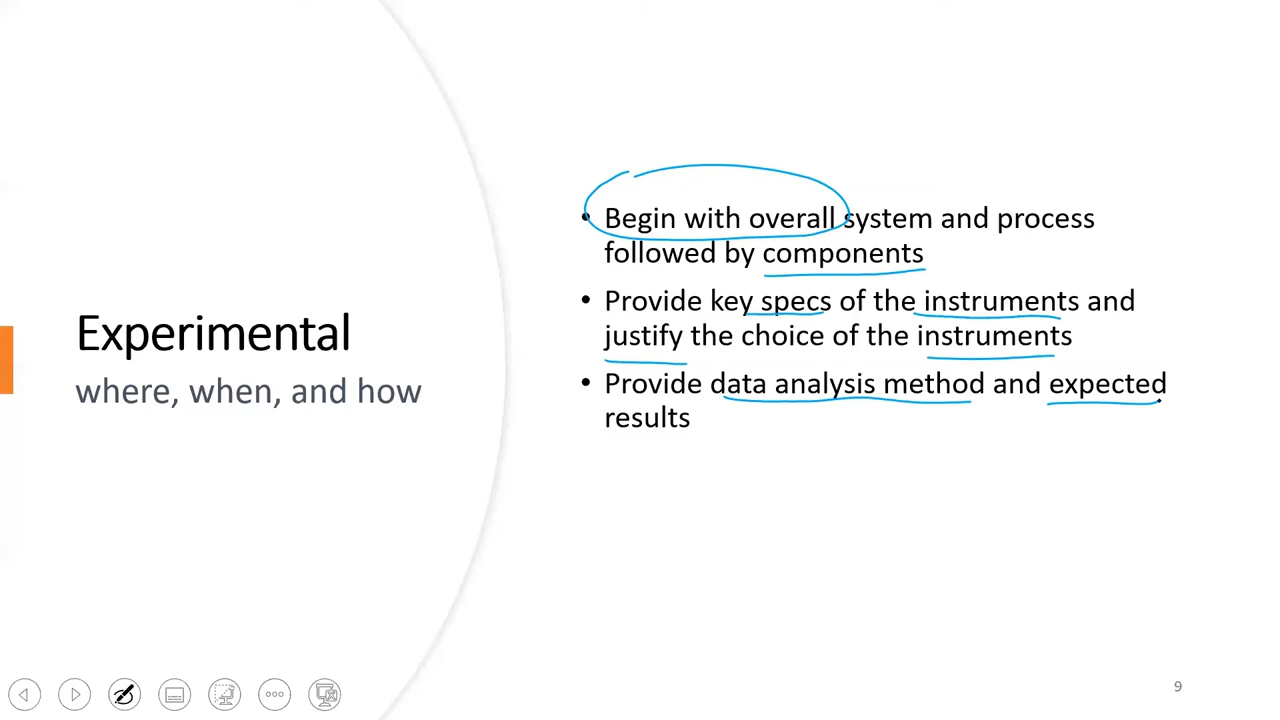 Experimental
where, when, and how
• Begin with overall system and process
followed by components
• Provide key specs of the instruments and
justify the choice of the instruments
• Provide data analysis method and expected
results
9